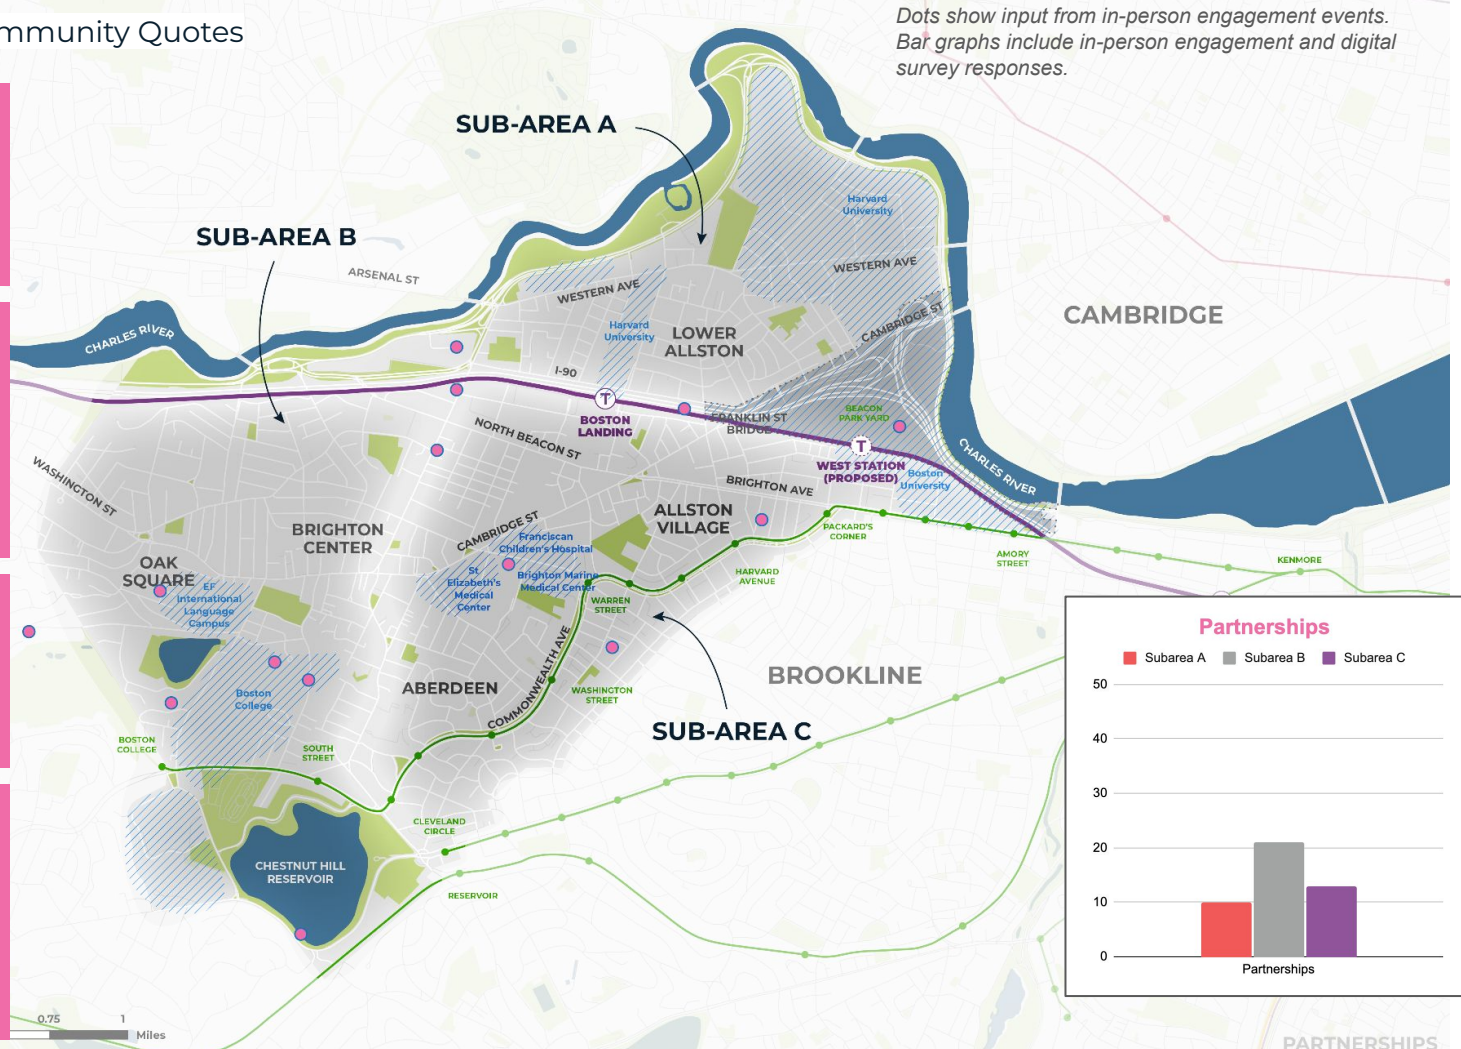 mmunity Quotes
Dots show input from in-person engagement events.
Bar graphs include in-person engagement and digital
survey responses.
SUB-AREA A
SUB-AREA B
ARSENAL ST
Harvard
University
WESTERN AVE
WESTERN AVE
CHARLES RIVER
Harvard
University
LOWER
ALLSTON
CAMBRIDGE ST
CAMBRIDGE
I-90
T
BOSTON
LANDING
FRANKLIN ST
BRIDGE
BEACON
PARK YARD
NORTH BEACON ST
T
WEST STATION
(PROPOSED)
CHARLES RIVER
WASHINGTON ST
BRIGHTON AVE
Boston
University
BRIGHTON
CENTER
CAMBRIDGE ST
ALLSTON
VILLAGE
PACKARD'S
CORNER
Franciscan
Children's Hospital
AMORY
STREET
KENMORE
OAK
SQUARE
St
Elizabeth's
Medical
Center
Brighton Marine
Medical Center
HARVARD
AVENUE
EF
International
Language
Campus
WARREN
STREET
COMMONWEALTH AVE
BROOKLINE
ABERDEEN
WASHINGTON
STREET
Boston
College
SUB-AREA C
BOSTON
COLLEGE
SOUTH
STREET
CLEVELAND
CIRCLE
CHESTNUT HILL
RESERVOIR
RESERVOIR
Partnerships
Subarea A Subarea B Subarea C
50
40
30
20
10
0
Partnerships
0.75 1
Miles
PARTNERSHIPS